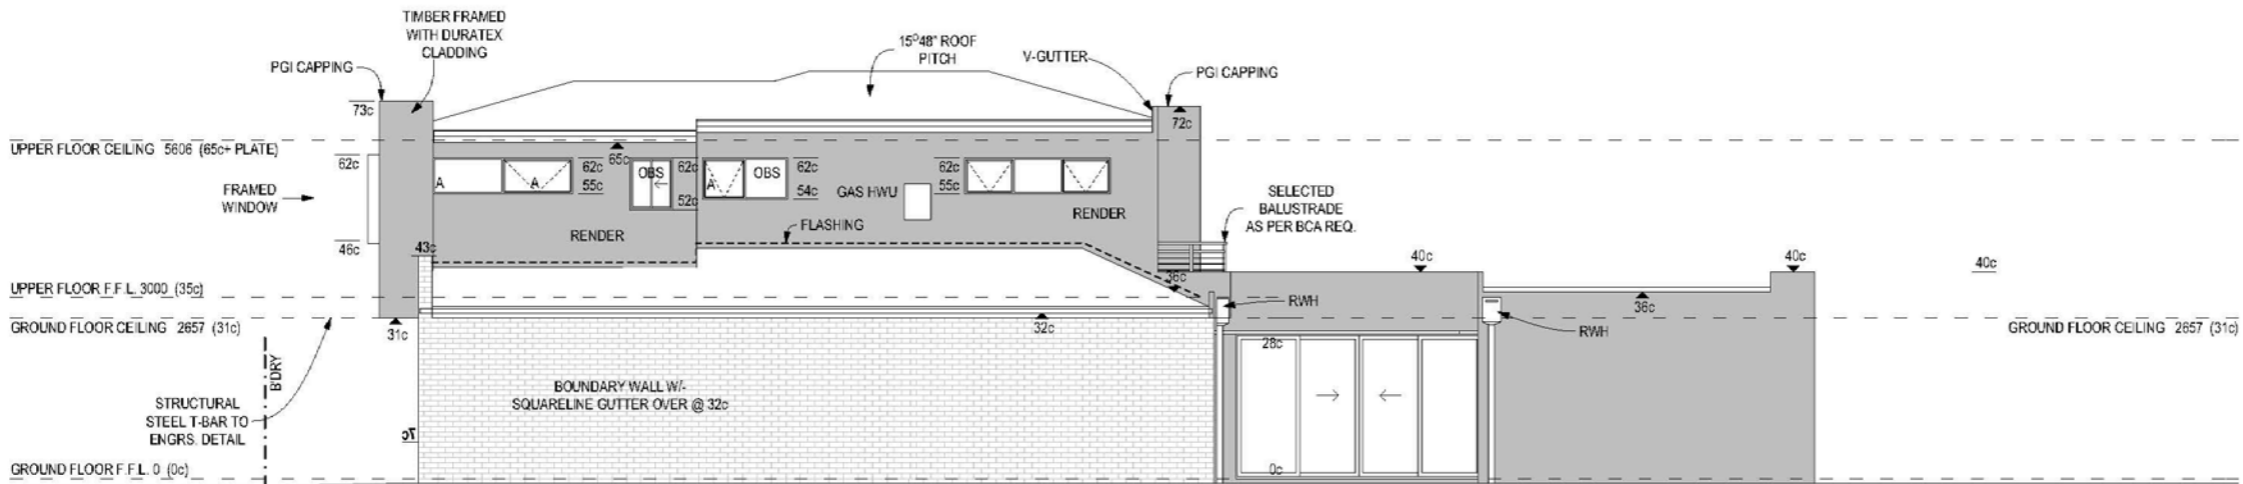 TIMBER FRAMED
WITH DURATEX
CLADDING
15°48" ROOF
PITCH
V-GUTTER
PGI CAPPING
PGI CAPPING
73c
72c
UPPER FLOOR CEILING 5606 (65c+ PLATE)
65c
62c
62c
62c
62c
62c
A
A
OBS
A
OBS
55c
54c
55c
52c
GAS HWU
FRAMED
WINDOW
SELECTED
BALUSTRADE
AS PER BCA REQ.
RENDER
RENDER
FLASHING
46c
43c
40c
40c
40c
36c
UPPER FLOOR F.F.L. 3000 (35c)
RWH
36c
RWH
GROUND FLOOR CEILING 2657 (31c)
31c
32c
GROUND FLOOR CEILING 2657 (31c)
28c
B'DRY
BOUNDARY WALL W/-
SQUARELINE GUTTER OVER @ 32c
STRUCTURAL
STEEL T-BAR TO
ENGRS. DETAIL
7c
GROUND FLOOR F.F.L. 0 (0c)
0c